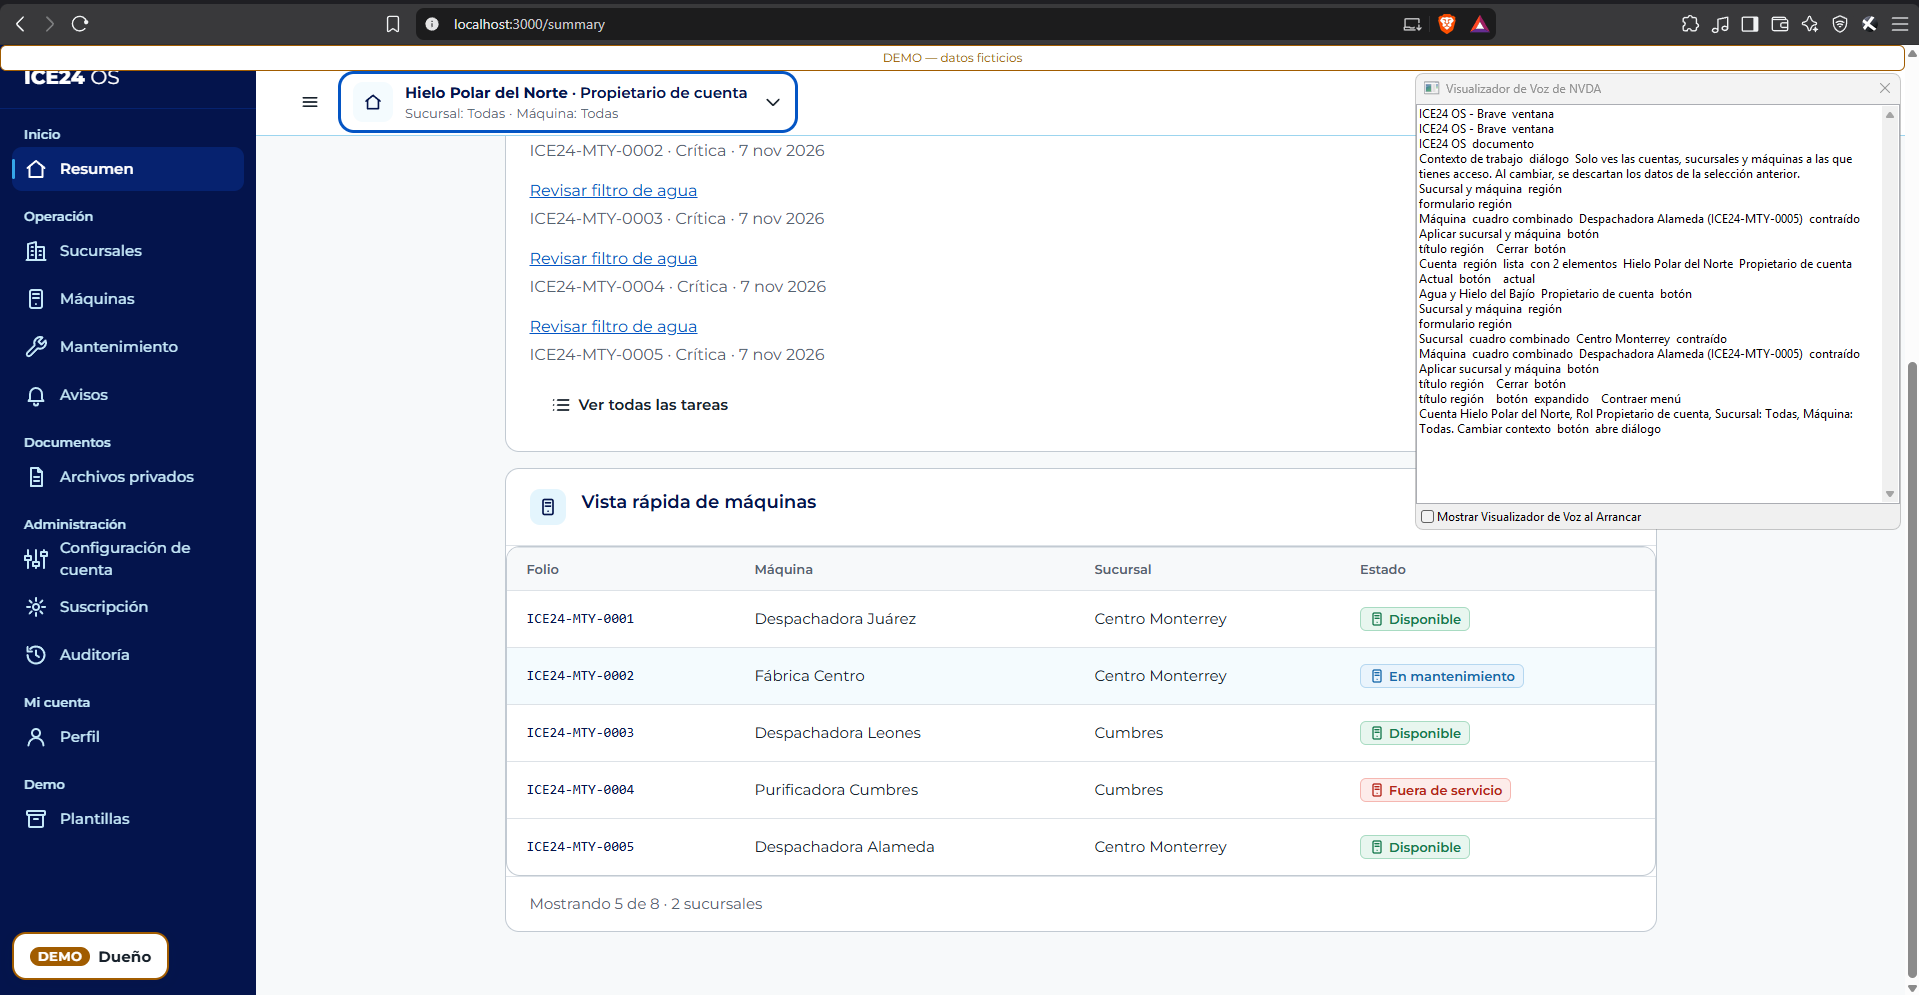 localhost:3000/summary
DEMO — datos ficticios
ICE24 OS
Inicio
Resumen
Operación
Sucursales
Máquinas
Mantenimiento
Avisos
Documentos
Archivos privados
Administración
Configuración de
cuenta
Suscripción
Auditoría
Mi cuenta
Perfil
Demo
Plantillas
DEMO Dueño
Hielo Polar del Norte · Propietario de cuenta
Sucursal: Todas · Máquina: Todas
ICE24-MTY-0002 · Crítica · 7 nov 2026
Revisar filtro de agua
ICE24-MTY-0003 · Crítica · 7 nov 2026
Revisar filtro de agua
ICE24-MTY-0004 · Crítica · 7 nov 2026
Revisar filtro de agua
ICE24-MTY-0005 · Crítica · 7 nov 2026
Ver todas las tareas
Vista rápida de máquinas
Folio Máquina Sucursal Estado
ICE24-MTY-0001 Despachadora Juárez Centro Monterrey Disponible
ICE24-MTY-0002 Fábrica Centro Centro Monterrey En mantenimiento
ICE24-MTY-0003 Despachadora Leones Cumbres Disponible
ICE24-MTY-0004 Purificadora Cumbres Cumbres Fuera de servicio
ICE24-MTY-0005 Despachadora Alameda Centro Monterrey Disponible
Mostrando 5 de 8 · 2 sucursales
Visualizador de Voz de NVDA
ICE24 OS - Brave ventana
ICE24 OS - Brave ventana
ICE24 OS documento
Contexto de trabajo diálogo Solo ves las cuentas, sucursales y máquinas a las que
tienes acceso. Al cambiar, se descartan los datos de la selección anterior.
Sucursal y máquina región
formulario región
Máquina cuadro combinado Despachadora Alameda (ICE24-MTY-0005) contraído
Aplicar sucursal y máquina botón
título región Cerrar botón
Cuenta región lista con 2 elementos Hielo Polar del Norte Propietario de cuenta
Actual botón actual
Agua y Hielo del Bajío Propietario de cuenta botón
Sucursal y máquina región
formulario región
Sucursal cuadro combinado Centro Monterrey contraído
Máquina cuadro combinado Despachadora Alameda (ICE24-MTY-0005) contraído
Aplicar sucursal y máquina botón
título región Cerrar botón
título región botón expandido Contraer menú
Cuenta Hielo Polar del Norte, Rol Propietario de cuenta, Sucursal: Todas, Máquina:
Todas. Cambiar contexto botón abre diálogo
Mostrar Visualizador de Voz al Arrancar